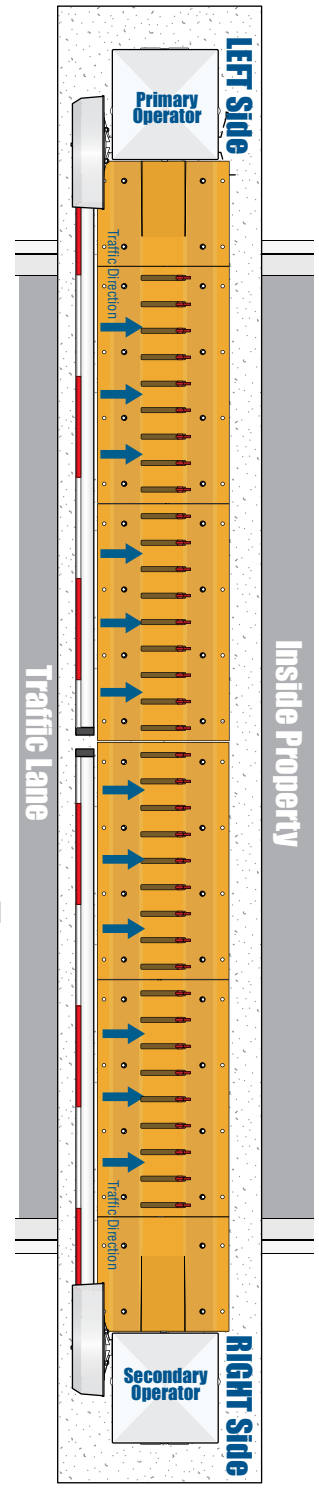 LEFT Side
Primary
Operator
Traffic Direction
Inside Property
Traffic Lane
Traffic Direction
Secondary
Operator
RIGHT Side